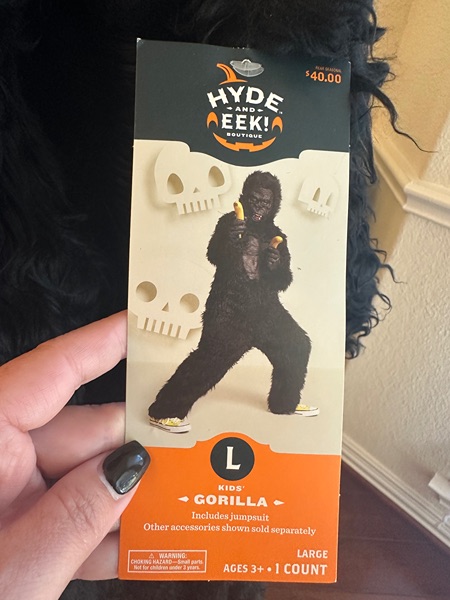 $40.00
HYDE
AND
EEK!
BOUTIQUE
L
KIDS'
GORILLA
Includes jumpsuit
Other accessories shown sold separately
⚠ WARNING:
CHOKING HAZARD—Small parts.
Not for children under 3 years.
LARGE
AGES 3+ • 1 COUNT